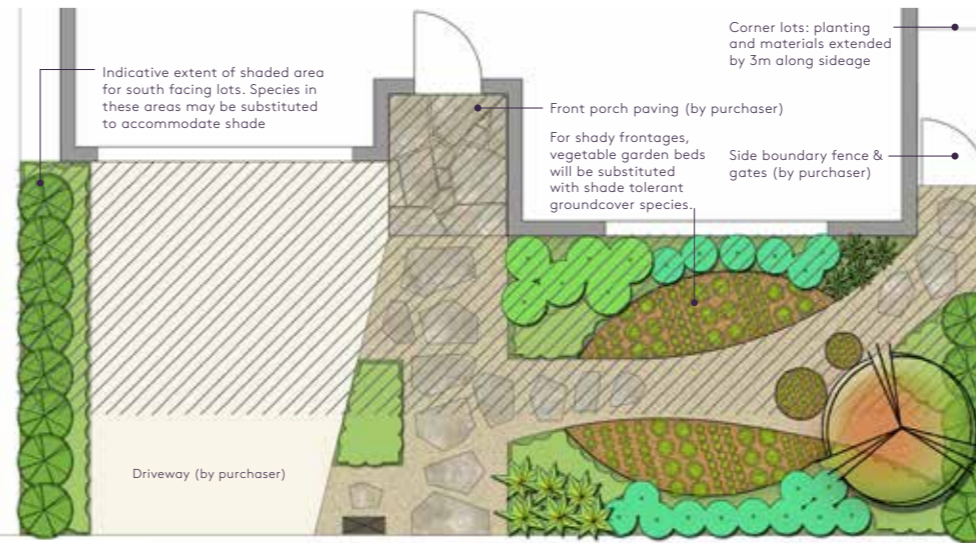 Indicative extent of shaded area
for south facing lots. Species in
these areas may be substituted
to accommodate shade
Front porch paving (by purchaser)
For shady frontages,
vegetable garden beds
will be substituted
with shade tolerant
groundcover species.
Corner lots: planting
and materials extended
by 3m along sideage
Side boundary fence &
gates (by purchaser)
Driveway (by purchaser)